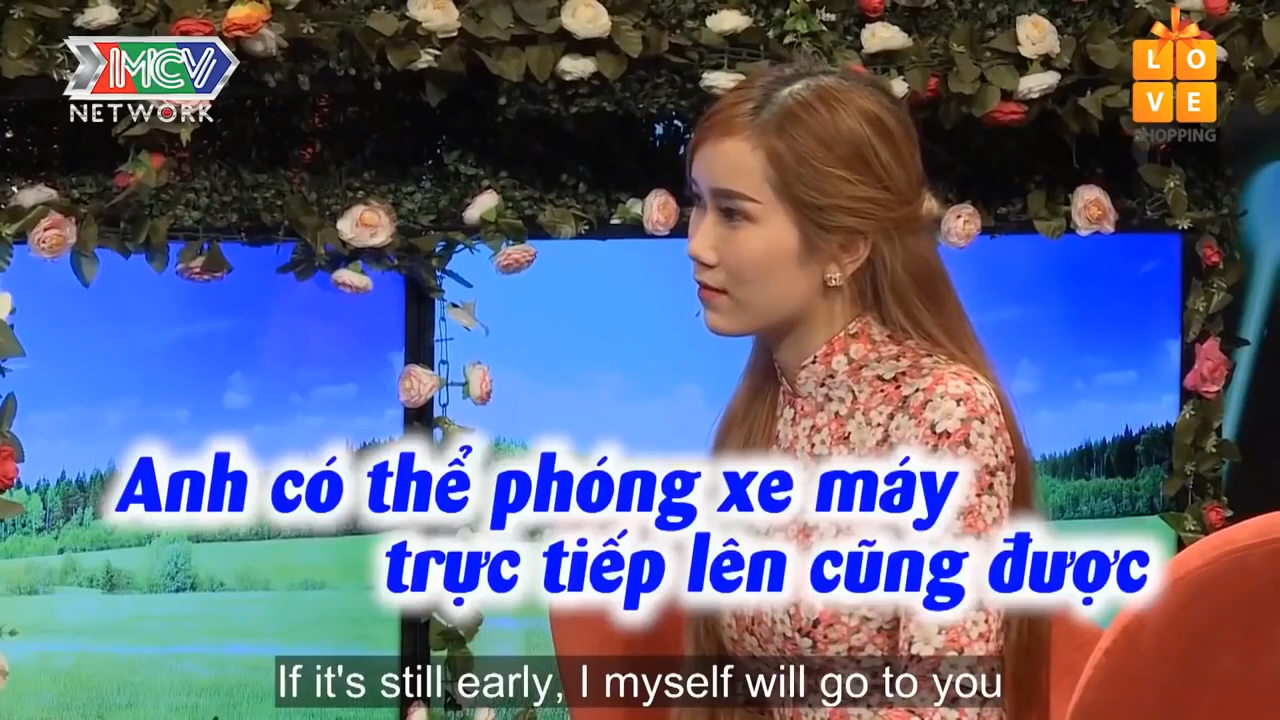 MCV
NETWORK
LOVE
SHOPPING
Anh có thể phóng xe máy
trực tiếp lên cũng được
If it's still early, I myself will go to you